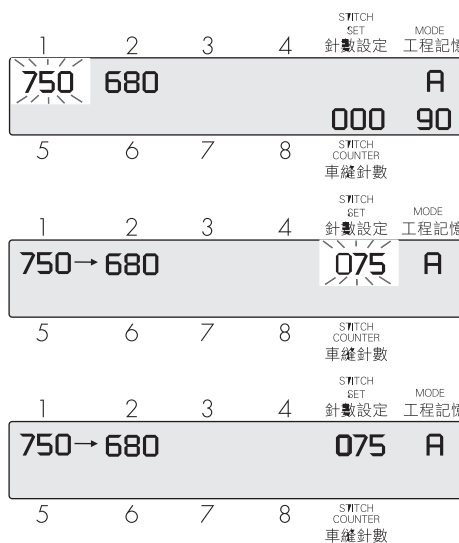 STITCH
SET MODE
1 2 3 4 針數設定 工程記憶
750 680 A
000 90
5 6 7 8 STITCH
COUNTER
車縫針數
STITCH
SET MODE
1 2 3 4 針數設定 工程記憶
750→680 075 A
5 6 7 8 STITCH
COUNTER
車縫針數
STITCH
SET MODE
1 2 3 4 針數設定 工程記憶
750→680 075 A
5 6 7 8 STITCH
COUNTER
車縫針數